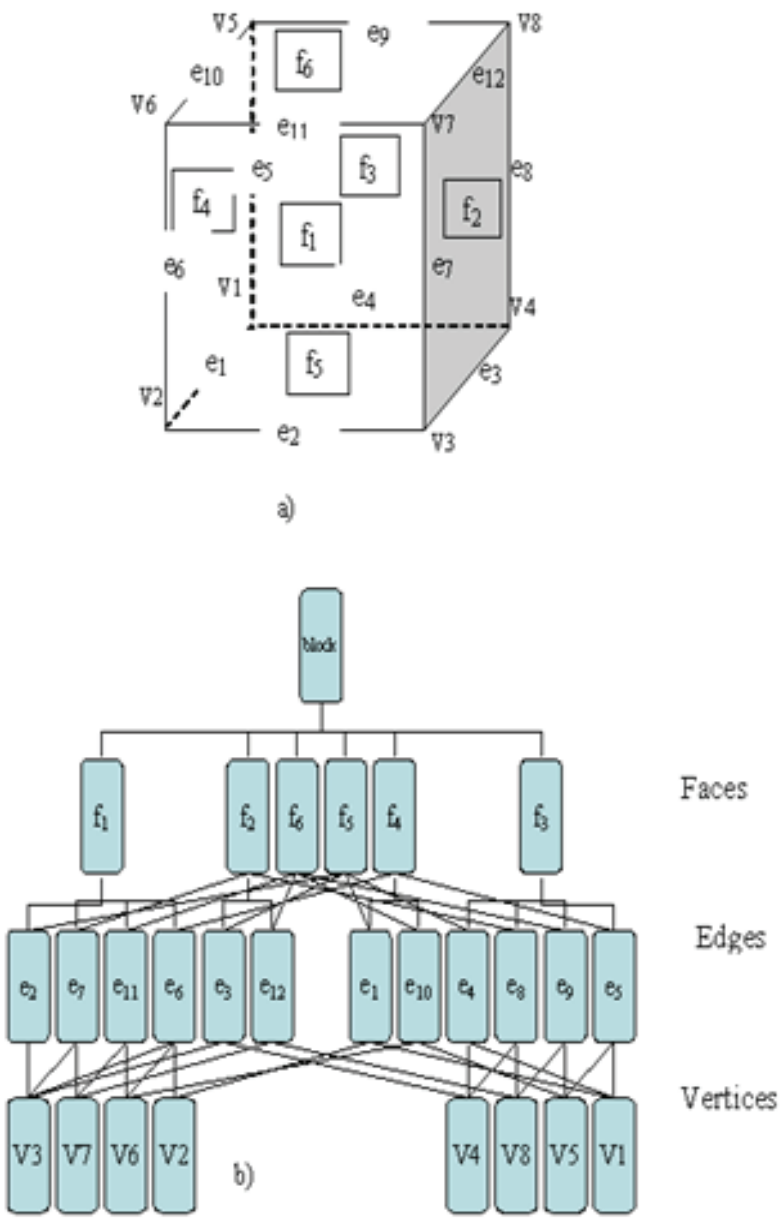 V5 e₉ V8
f₆
e₁₀ e₁₂
V6 e₁₁ V7
f₃
e₅ e₈
f₄ f₂
f₁
e₆ e₇
V1 e₄ V4
e₁ f₅ e₃
V2
e₂ V3
a)
block
Faces
f₁ f₂ f₆ f₅ f₄ f₃
Edges
e₂ e₇ e₁₁ e₆ e₃ e₁₂ e₁ e₁₀ e₄ e₈ e₉ e₅
Vertices
V3 V7 V6 V2 V4 V8 V5 V1
b)